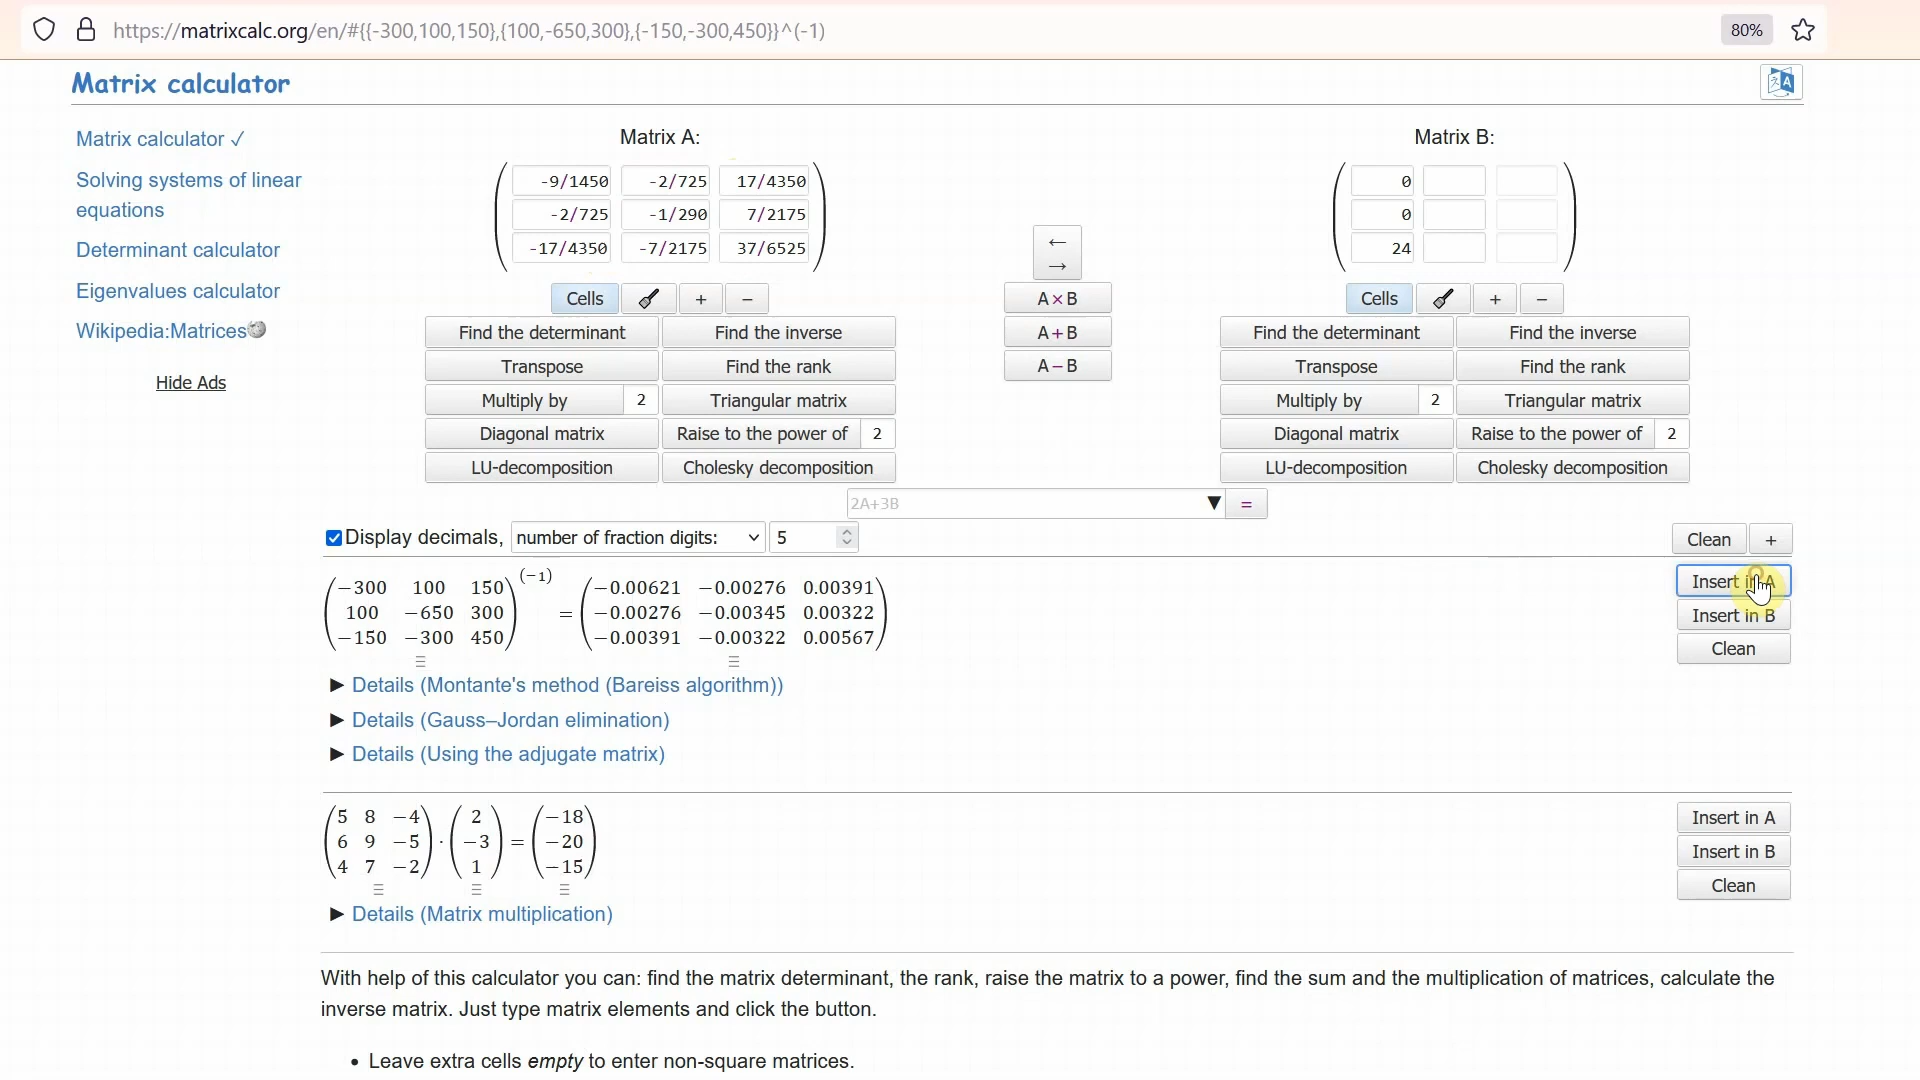 https://matrixcalc.org/en/#{{-300,100,150},{100,-650,300},{-150,-300,450}}^(-1)
80%
Matrix calculator
Matrix calculator ✓
Solving systems of linear
equations
Determinant calculator
Eigenvalues calculator
Wikipedia:Matrices
Hide Ads
Matrix A:
-9/1450 -2/725 17/4350
-2/725 -1/290 7/2175
-17/4350 -7/2175 37/6525
Cells + −
Find the determinant Find the inverse
Transpose Find the rank
Multiply by 2 Triangular matrix
Diagonal matrix Raise to the power of 2
LU-decomposition Cholesky decomposition
←
→
A×B
A+B
A−B
Matrix B:
0
0
24
Cells + −
Find the determinant Find the inverse
Transpose Find the rank
Multiply by 2 Triangular matrix
Diagonal matrix Raise to the power of 2
LU-decomposition Cholesky decomposition
2A+3B ▼ =
Display decimals, number of fraction digits: 5
Clean +
(−1)
−300 100 150 −0.00621 −0.00276 0.00391
100 −650 300 = −0.00276 −0.00345 0.00322
−150 −300 450 −0.00391 −0.00322 0.00567
Insert in A
Insert in B
Clean
► Details (Montante's method (Bareiss algorithm))
► Details (Gauss–Jordan elimination)
► Details (Using the adjugate matrix)
5 8 −4 2 −18
6 9 −5 · −3 = −20
4 7 −2 1 −15
Insert in A
Insert in B
Clean
► Details (Matrix multiplication)
With help of this calculator you can: find the matrix determinant, the rank, raise the matrix to a power, find the sum and the multiplication of matrices, calculate the
inverse matrix. Just type matrix elements and click the button.
• Leave extra cells empty to enter non-square matrices.